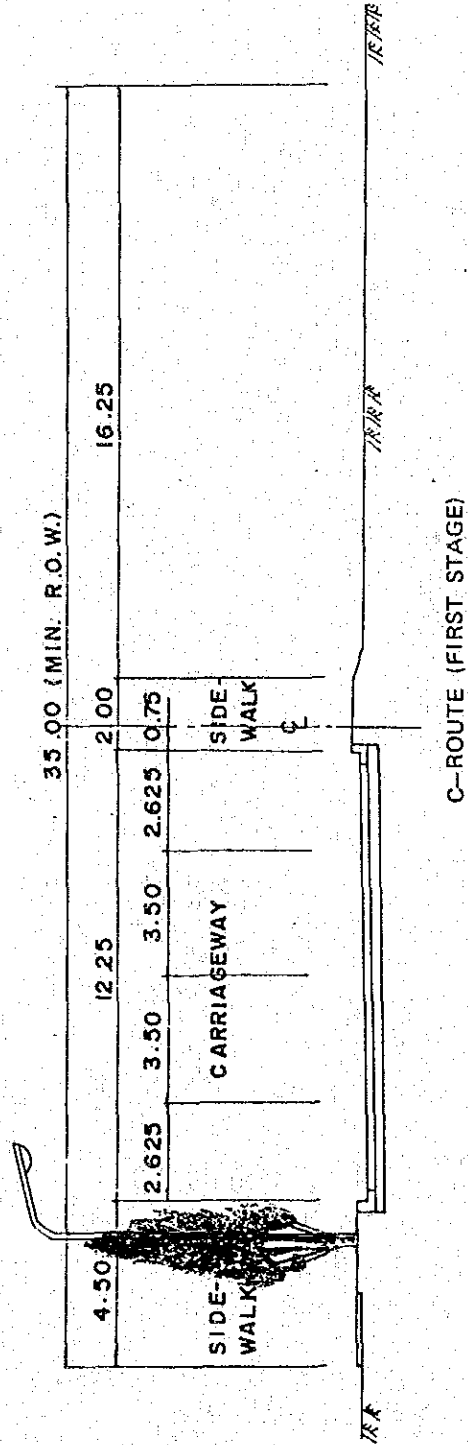 35.00 (MIN. R.O.W.)
4.50 12.25 2.00 16.25
2.625 3.50 3.50 2.625 0.75
SIDE-
WALK
CARRIAGEWAY
SIDE-
WALK
℄
C-ROUTE (FIRST STAGE)